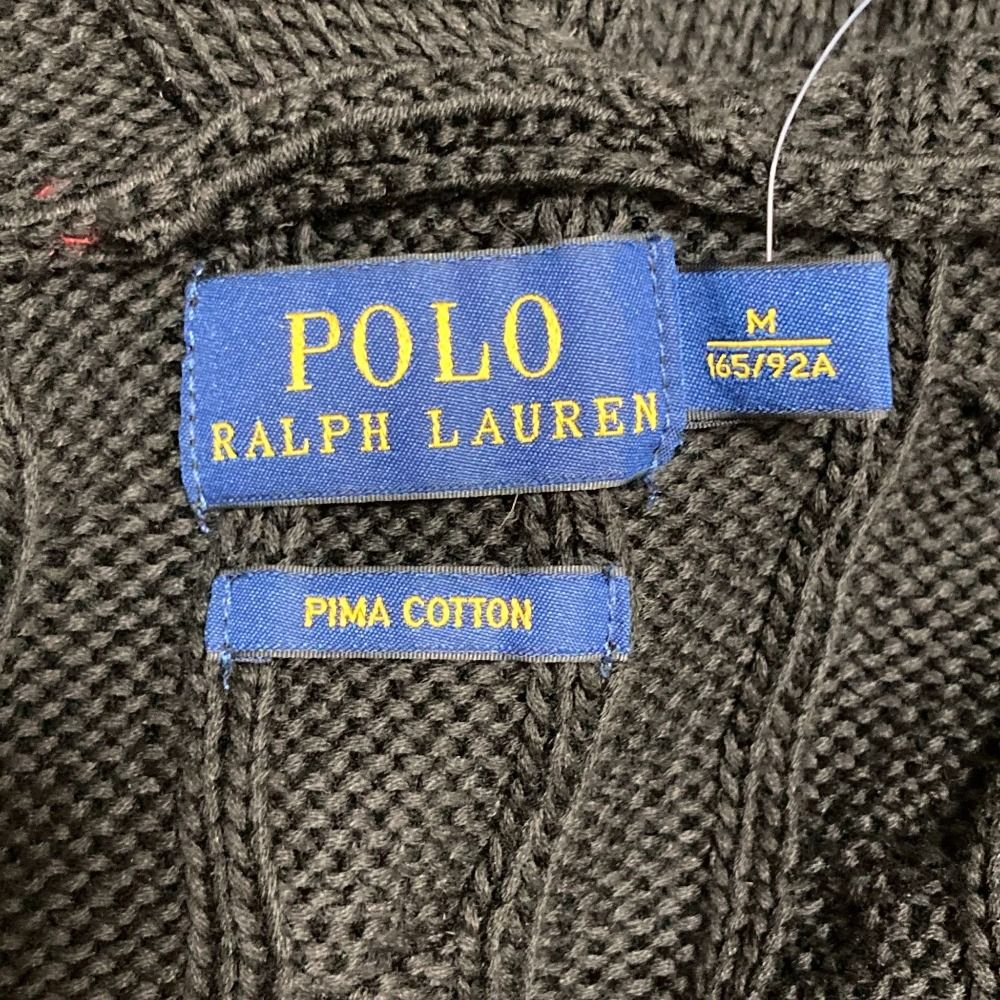 POLO
RALPH LAUREN
M
165/92A
PIMA COTTON